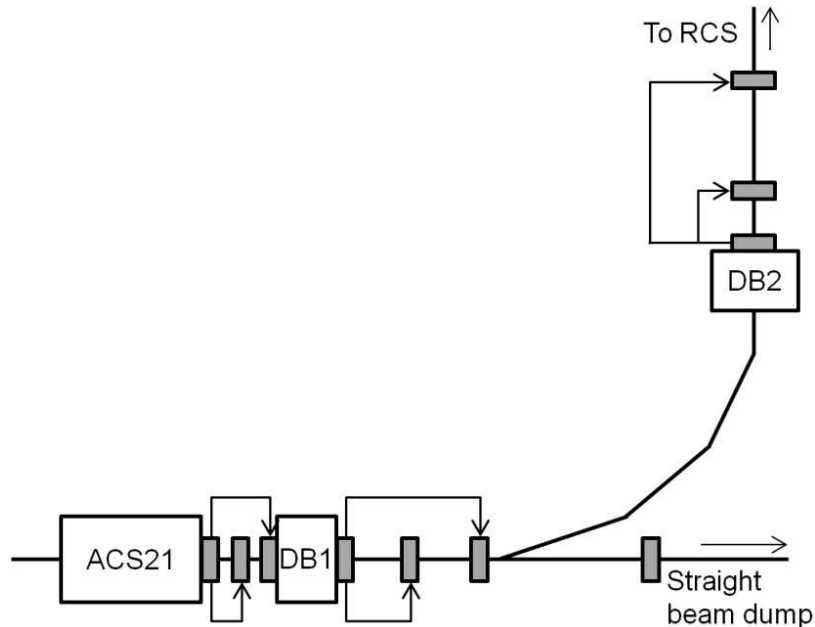 To RCS
DB2
ACS21
DB1
Straight
beam dump